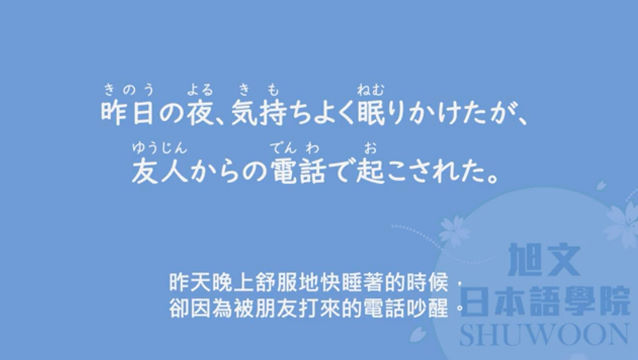 きのう よる きも ねむ
昨日の夜、気持ちよく眠りかけたが、
ゆうじん でんわ お
友人からの電話で起こされた。
昨天晚上舒服地快睡著的時候，
卻因為被朋友打來的電話吵醒。
旭文
日本語學院
SHUWOON